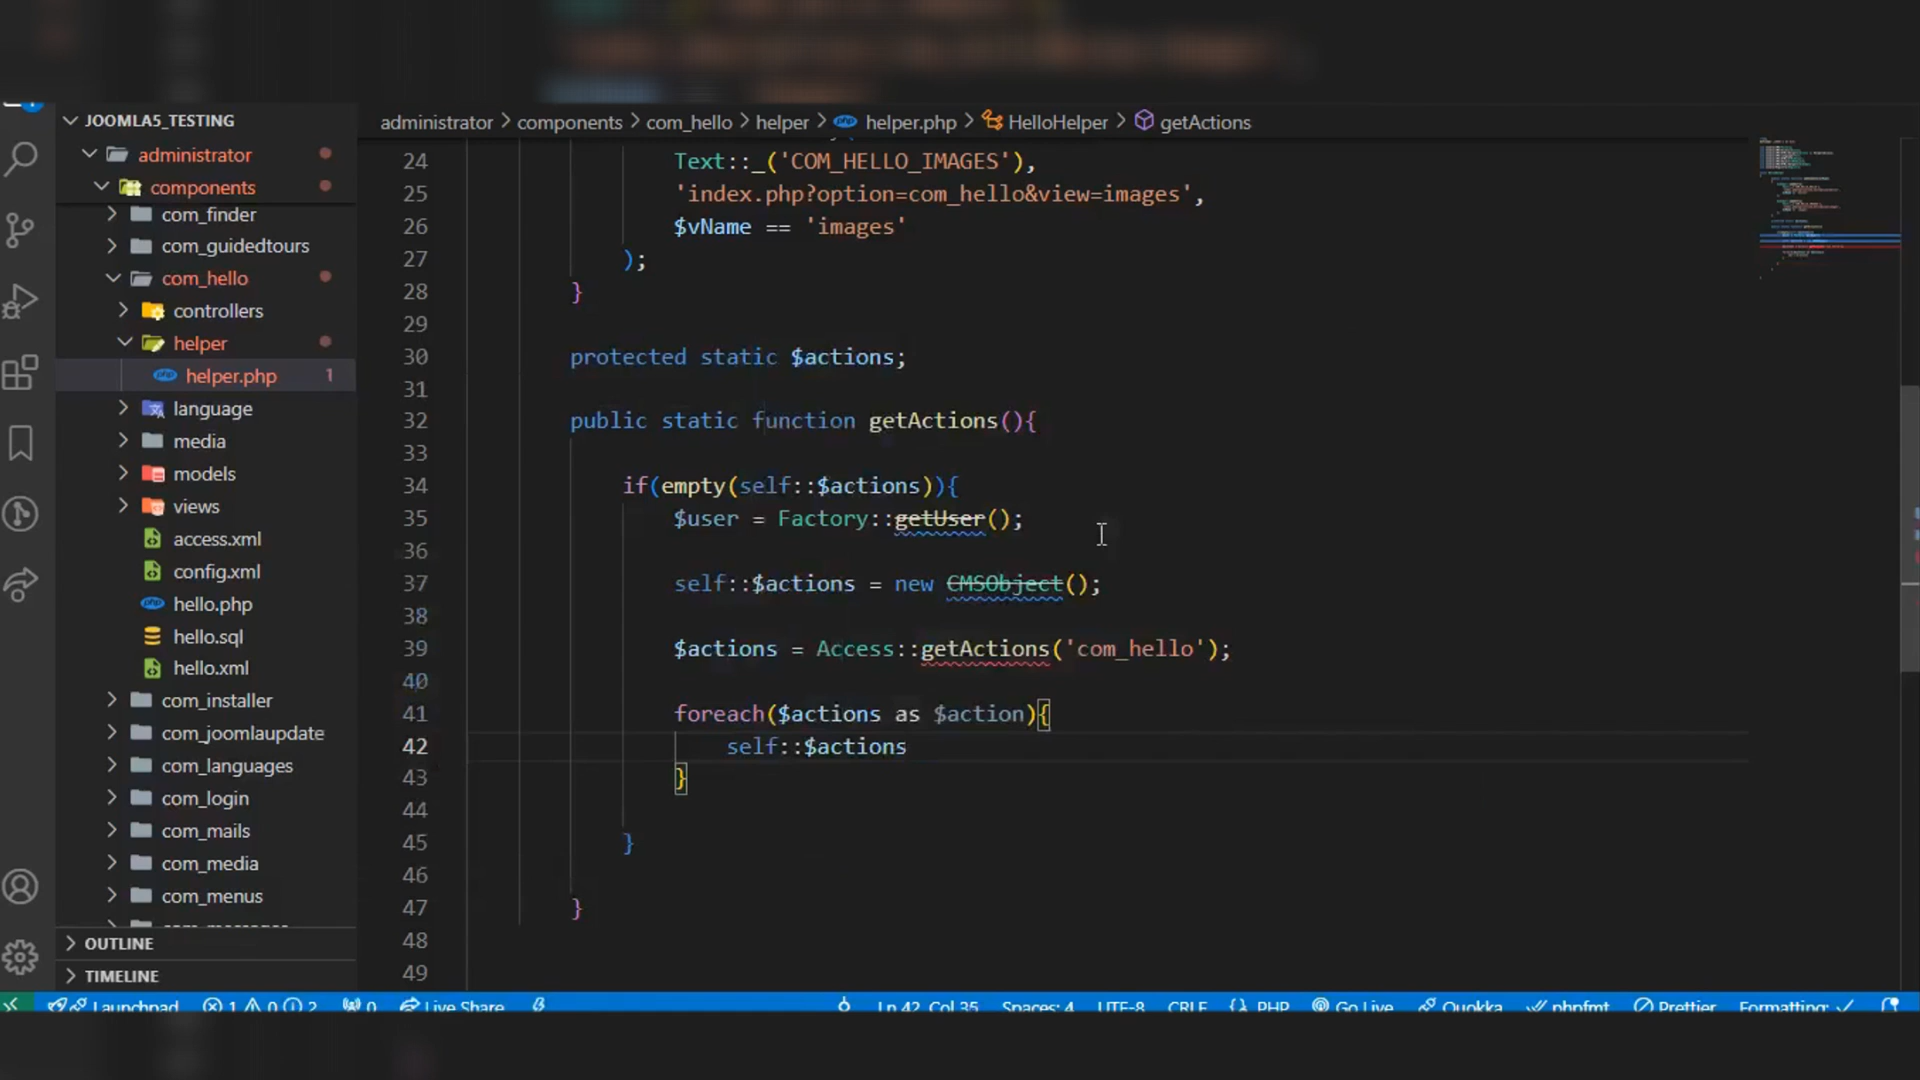 JOOMLA5_TESTING
administrator
components
com_finder
com_guidedtours
com_hello
controllers
helper
helper.php 1
language
media
models
views
access.xml
config.xml
hello.php
hello.sql
hello.xml
com_installer
com_joomlaupdate
com_languages
com_login
com_mails
com_media
com_menus
OUTLINE
TIMELINE
administrator > components > com_hello > helper > helper.php > HelloHelper > getActions
24 Text::_('COM_HELLO_IMAGES'),
25 'index.php?option=com_hello&view=images',
26 $vName == 'images'
27 );
28 }
29
30 protected static $actions;
31
32 public static function getActions(){
33
34 if(empty(self::$actions)){
35 $user = Factory::getUser();
36
37 self::$actions = new CMSObject();
38
39 $actions = Access::getActions('com_hello');
40
41 foreach($actions as $action){
42 self::$actions
43 }
44
45 }
46
47 }
48
49
Launchpad 1 0 2 0 Live Share Ln 42, Col 35 Spaces: 4 UTF-8 CRLF PHP Go Live Quokka phpfmt Prettier Formatting: